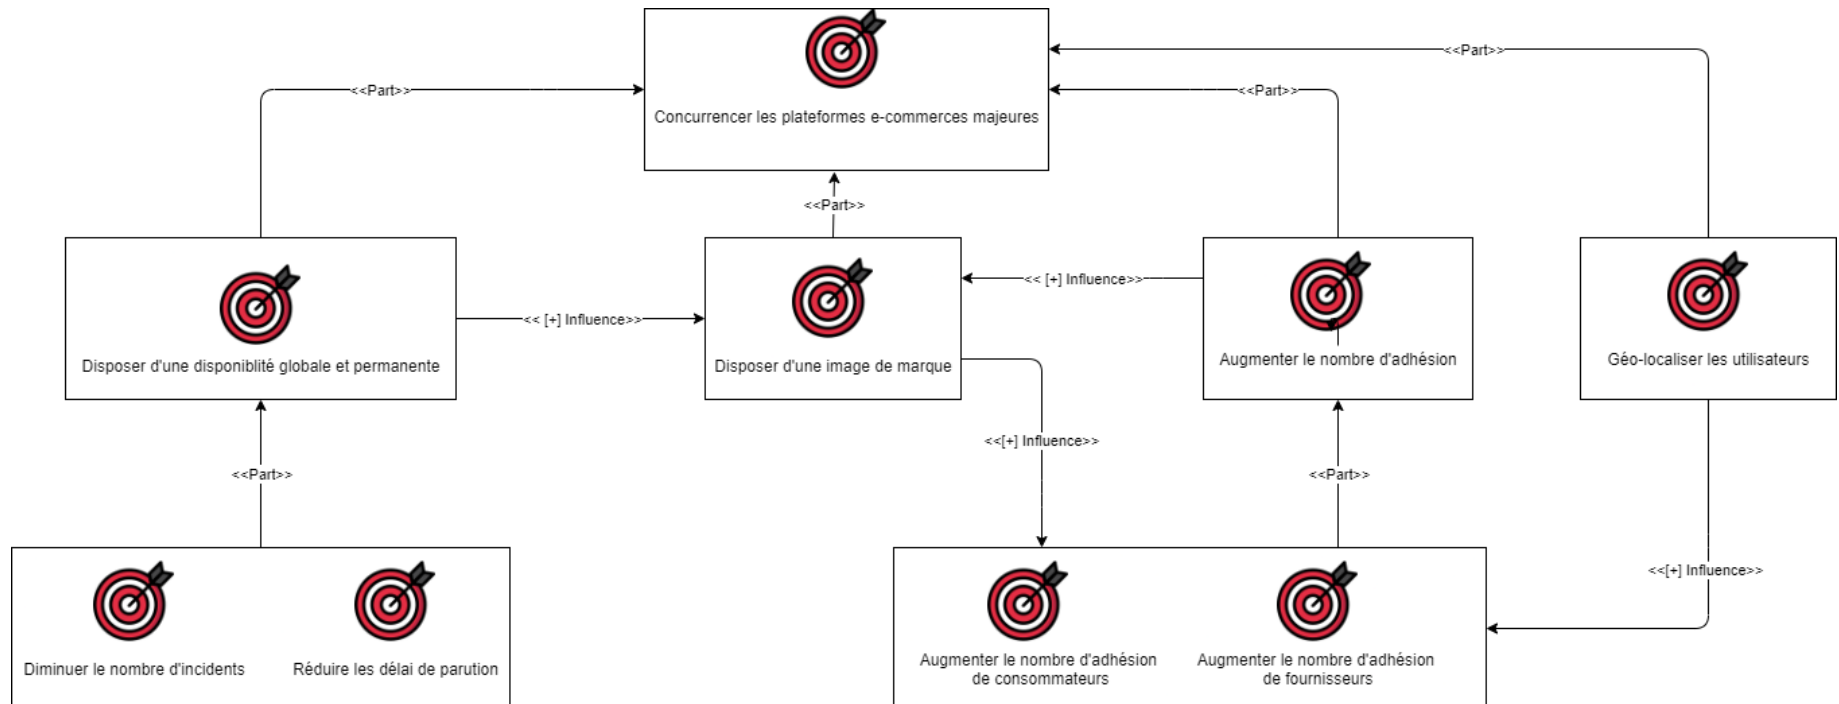 <<Part>>
<<Part>>
<<Part>>
Concurrencer les plateformes e-commerces majeures
<<Part>>
<< [+] Influence>>
<< [+] Influence>>
Disposer d'une disponiblité globale et permanente
Disposer d'une image de marque
Augmenter le nombre d'adhésion
Géo-localiser les utilisateurs
<<[+] Influence>>
<<Part>>
<<Part>>
<<[+] Influence>>
Diminuer le nombre d'incidents
Réduire les délai de parution
Augmenter le nombre d'adhésion
de consommateurs
Augmenter le nombre d'adhésion
de fournisseurs